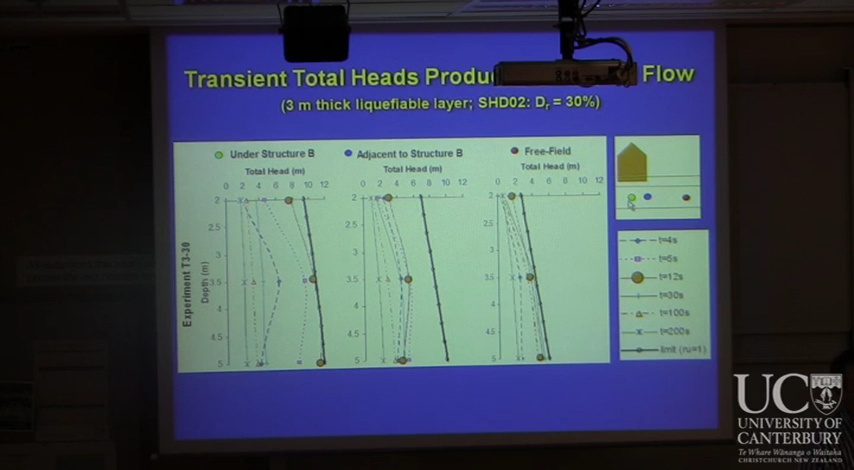 Transient Total Heads Flow
(3 m thick liquefiable layer; SHD02: Dr = 30%)
Under Structure B
Adjacent to Structure B
Free-Field
Total Head (m)
Total Head (m)
Total Head (m)
0 2 4 6 8 10 12
0 2 4 6 8 10 12
0 2 4 6 8 10 12
Experiment T3-30
Depth (m)
2
2.5
3
3.5
4
4.5
5
2
2.5
3
3.5
4
4.5
5
2
2.5
3
3.5
4
4.5
5
t=4s
t=5s
t=12s
t=30s
t=100s
t=200s
limit (ru=1)
UC
UNIVERSITY OF
CANTERBURY
Te Whare Wānanga o Waitaha
CHRISTCHURCH NEW ZEALAND